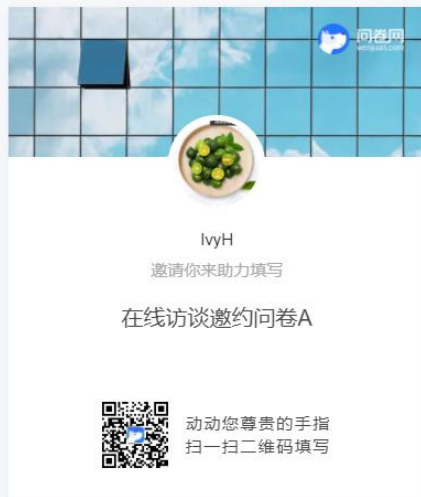 问卷网
wenjuan.com
IvyH
邀请你来助力填写
在线访谈邀约问卷A
动动您尊贵的手指
扫一扫二维码填写